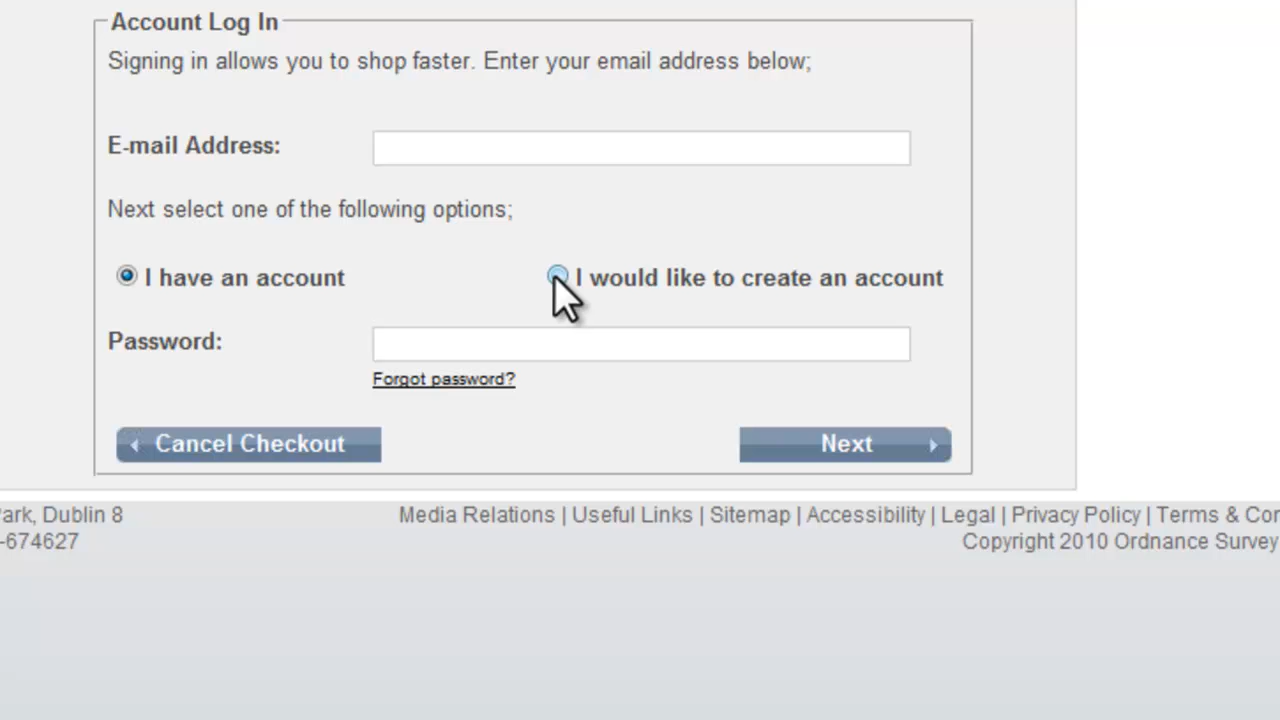 Account Log In
Signing in allows you to shop faster. Enter your email address below;
E-mail Address:
Next select one of the following options;
I have an account
I would like to create an account
Password:
Forgot password?
Cancel Checkout
Next
ark, Dublin 8
Media Relations | Useful Links | Sitemap | Accessibility | Legal | Privacy Policy | Terms & Con
-674627
Copyright 2010 Ordnance Survey